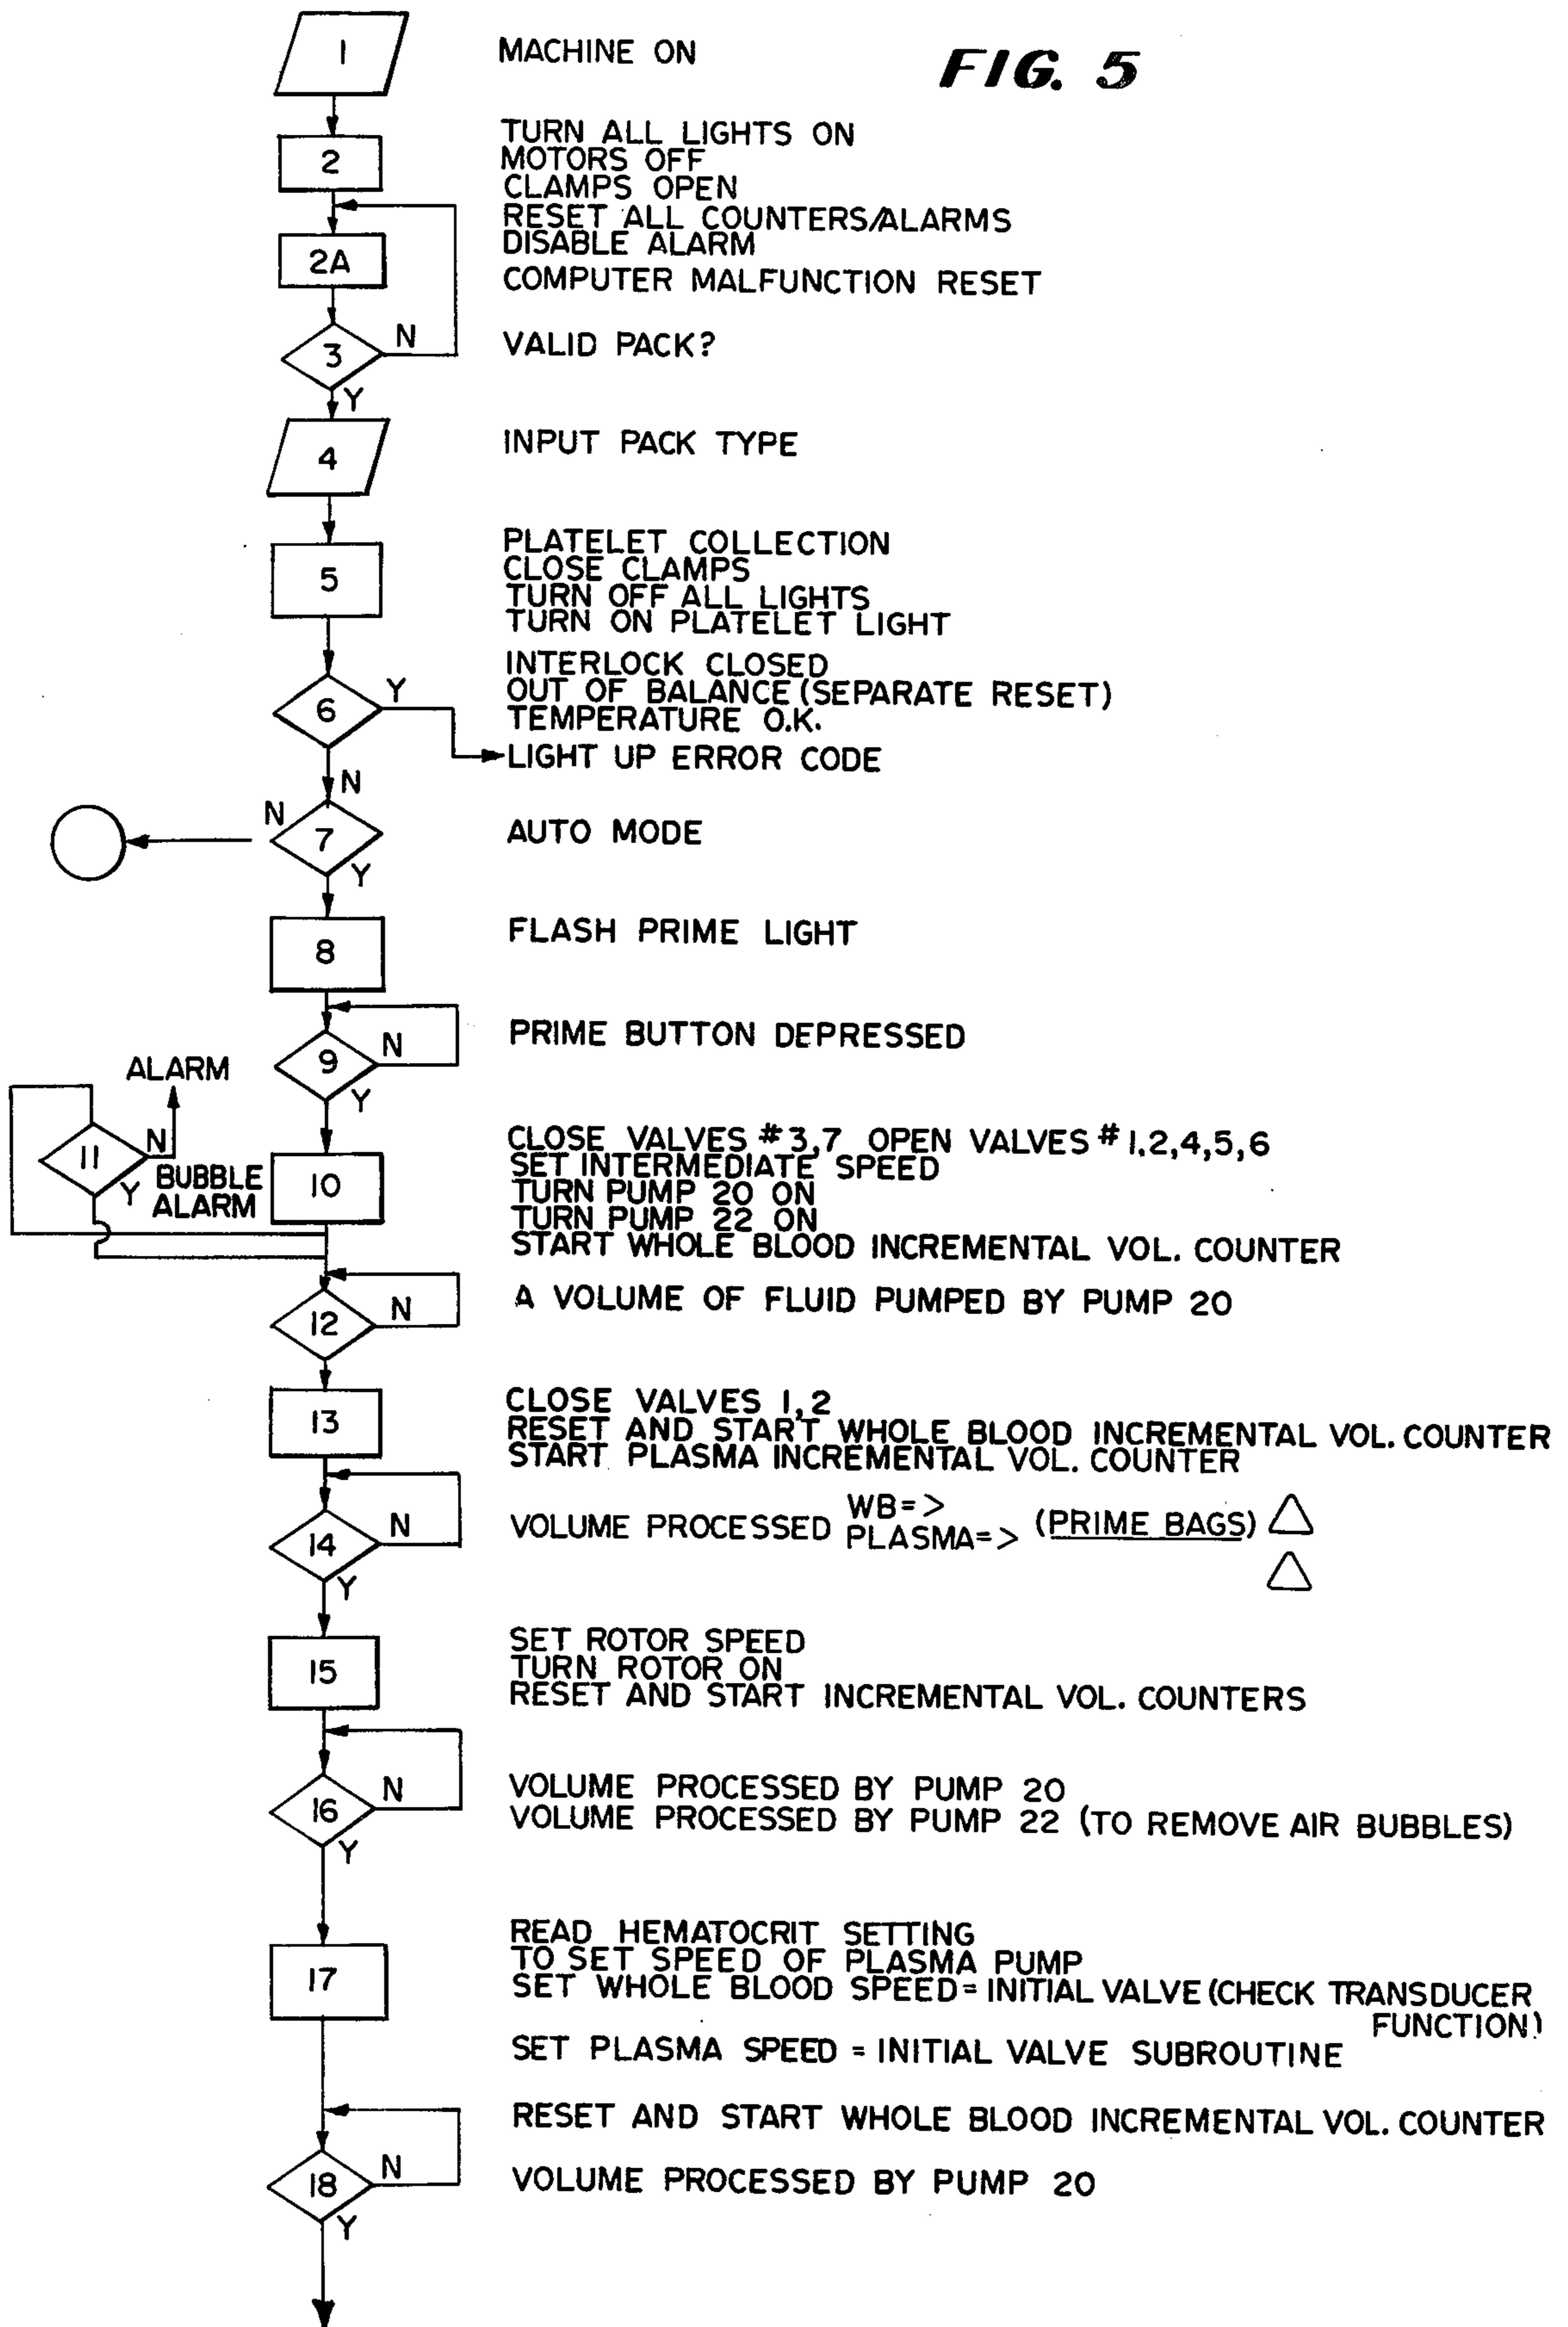 FIG. 5
1 MACHINE ON
2 TURN ALL LIGHTS ON
MOTORS OFF
CLAMPS OPEN
RESET ALL COUNTERS/ALARMS
DISABLE ALARM
2A COMPUTER MALFUNCTION RESET
3 N VALID PACK?
Y
4 INPUT PACK TYPE
5 PLATELET COLLECTION
CLOSE CLAMPS
TURN OFF ALL LIGHTS
TURN ON PLATELET LIGHT
6 Y INTERLOCK CLOSED
OUT OF BALANCE (SEPARATE RESET)
TEMPERATURE O.K.
LIGHT UP ERROR CODE
N
N 7 AUTO MODE
Y
8 FLASH PRIME LIGHT
9 N PRIME BUTTON DEPRESSED
Y
ALARM
11 N
Y BUBBLE
ALARM
10 CLOSE VALVES #3,7 OPEN VALVES #1,2,4,5,6
SET INTERMEDIATE SPEED
TURN PUMP 20 ON
TURN PUMP 22 ON
START WHOLE BLOOD INCREMENTAL VOL. COUNTER
12 N A VOLUME OF FLUID PUMPED BY PUMP 20
13 CLOSE VALVES 1,2
RESET AND START WHOLE BLOOD INCREMENTAL VOL. COUNTER
START PLASMA INCREMENTAL VOL. COUNTER
14 N VOLUME PROCESSED WB=>
PLASMA=> (PRIME BAGS)
Y
15 SET ROTOR SPEED
TURN ROTOR ON
RESET AND START INCREMENTAL VOL. COUNTERS
16 N VOLUME PROCESSED BY PUMP 20
VOLUME PROCESSED BY PUMP 22 (TO REMOVE AIR BUBBLES)
Y
17 READ HEMATOCRIT SETTING
TO SET SPEED OF PLASMA PUMP
SET WHOLE BLOOD SPEED=INITIAL VALVE (CHECK TRANSDUCER
FUNCTION)
SET PLASMA SPEED = INITIAL VALVE SUBROUTINE
RESET AND START WHOLE BLOOD INCREMENTAL VOL. COUNTER
18 N VOLUME PROCESSED BY PUMP 20
Y